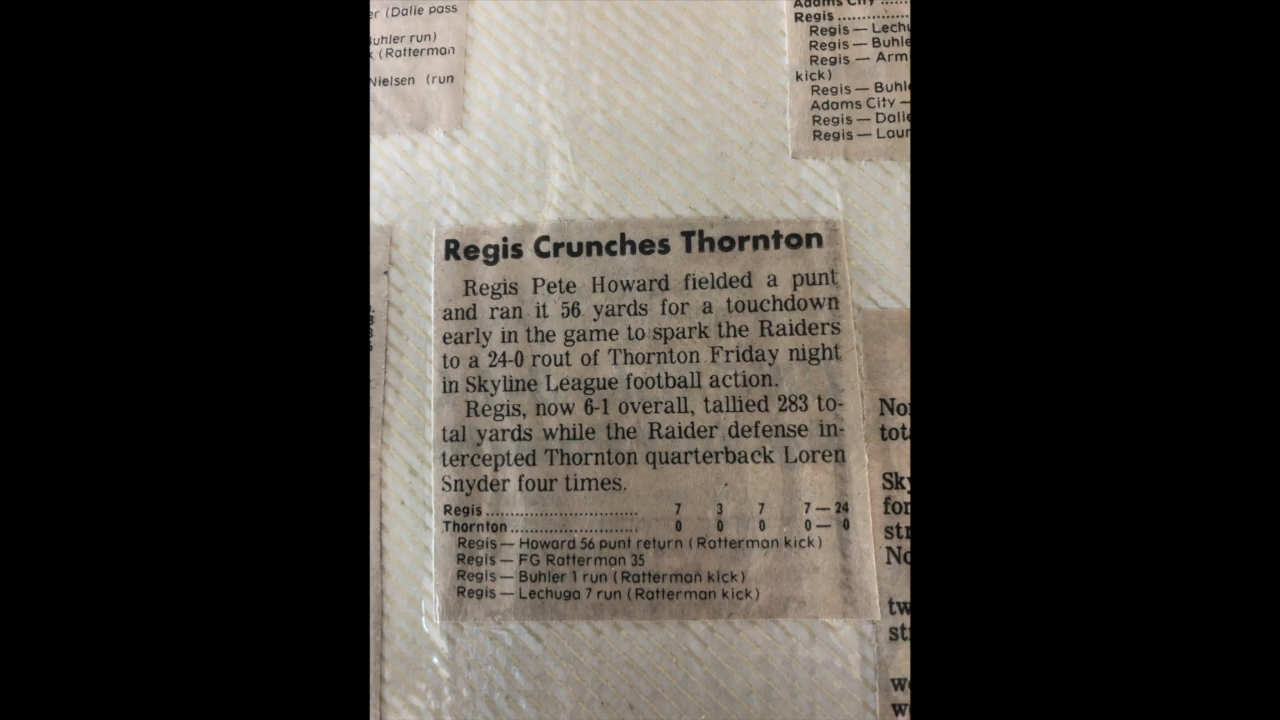 (Dalie pass
Buhler run)
(Ratterman
Nielsen (run
Adams City
Regis
Regis — Lechu
Regis — Buhle
Regis — Arm
kick)
Regis — Buhle
Adams City —
Regis — Dalie
Regis — Laur
Regis Crunches Thornton
Regis Pete Howard fielded a punt
and ran it 56 yards for a touchdown
early in the game to spark the Raiders
to a 24-0 rout of Thornton Friday night
in Skyline League football action.
Regis, now 6-1 overall, tallied 283 to-
tal yards while the Raider defense in-
tercepted Thornton quarterback Loren
Snyder four times.
Regis .............................. 7 3 7 7 — 24
Thornton ......................... 0 0 0 0 — 0
Regis — Howard 56 punt return (Ratterman kick)
Regis — FG Ratterman 35
Regis — Buhler 1 run (Ratterman kick)
Regis — Lechuga 7 run (Ratterman kick)
No
tot
Sky
for
str
No
tw
st
w
w